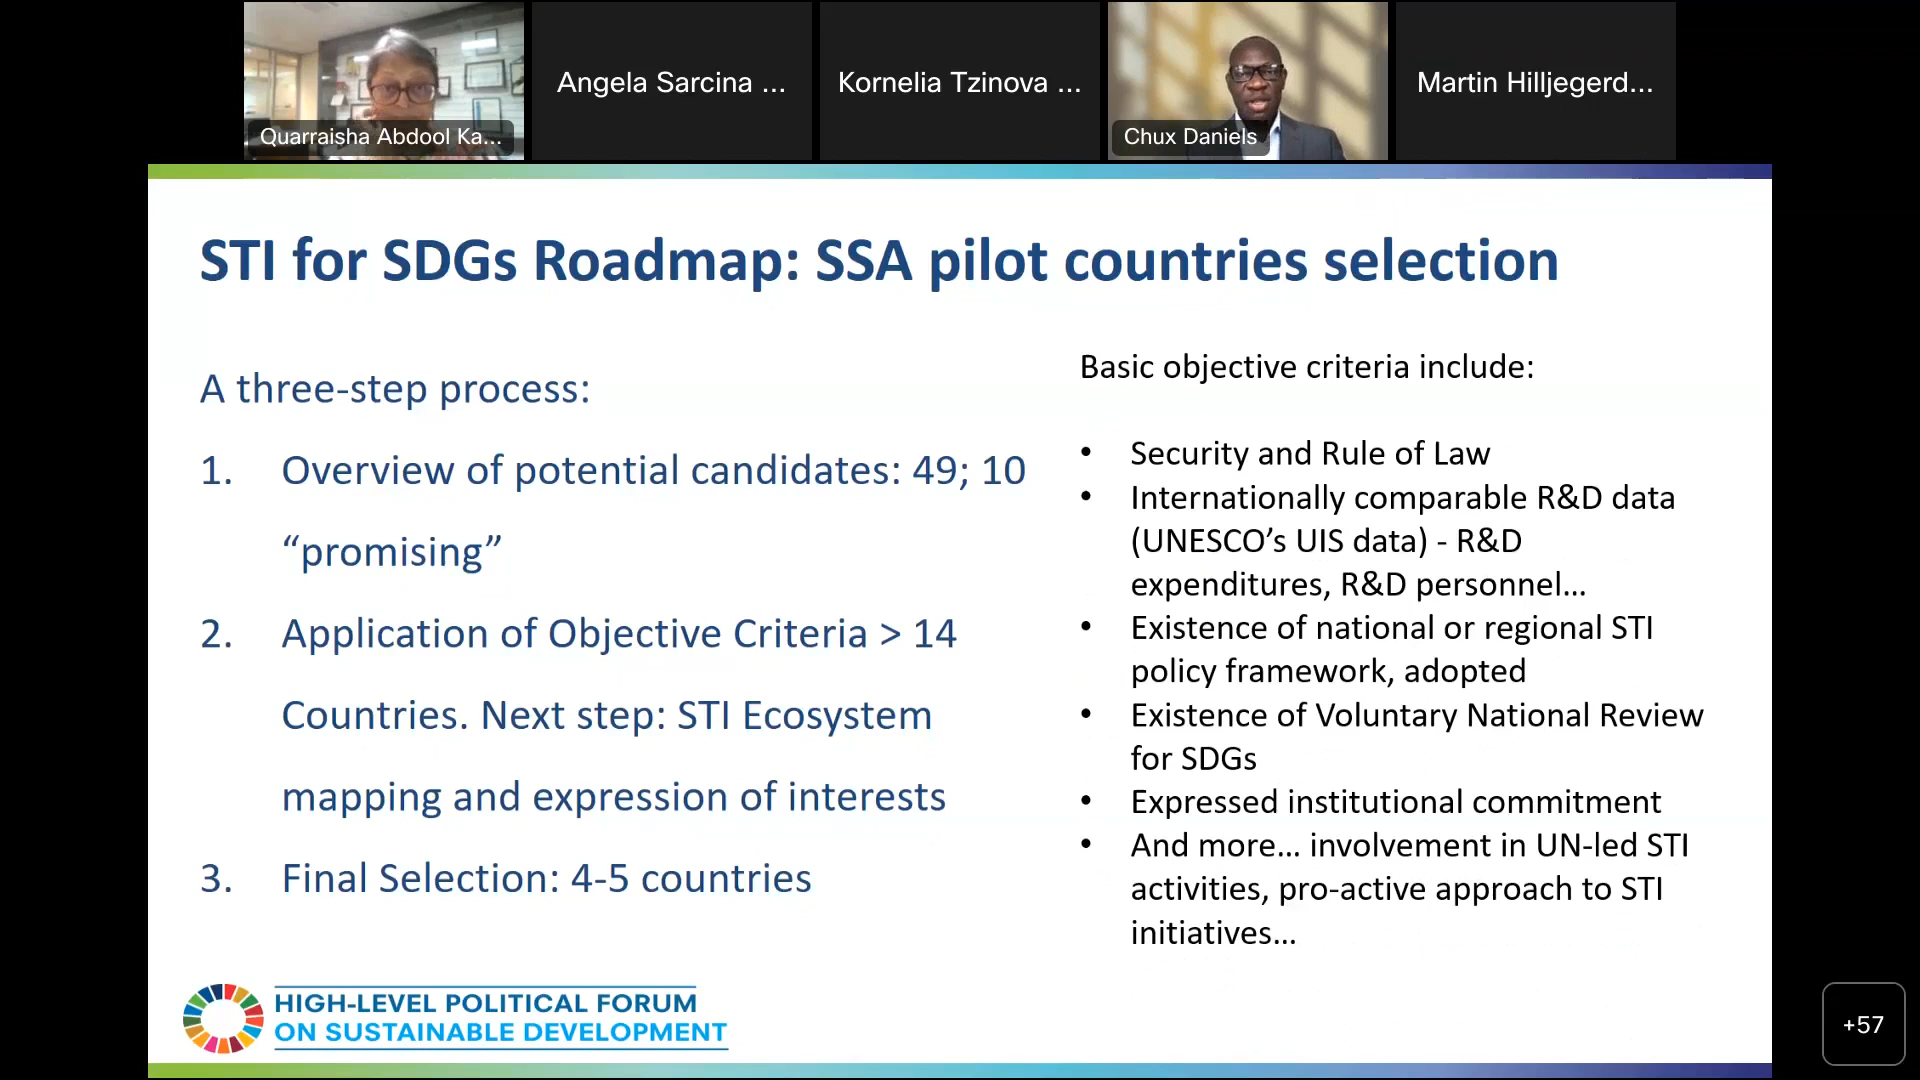 Quarraisha Abdool Ka...
Angela Sarcina ...
Kornelia Tzinova ...
Chux Daniels
Martin Hilljegerd...
STI for SDGs Roadmap: SSA pilot countries selection
A three-step process:
1. Overview of potential candidates: 49; 10
“promising”
2. Application of Objective Criteria > 14
Countries. Next step: STI Ecosystem
mapping and expression of interests
3. Final Selection: 4-5 countries
Basic objective criteria include:
• Security and Rule of Law
• Internationally comparable R&D data
(UNESCO’s UIS data) - R&D
expenditures, R&D personnel…
• Existence of national or regional STI
policy framework, adopted
• Existence of Voluntary National Review
for SDGs
• Expressed institutional commitment
• And more… involvement in UN-led STI
activities, pro-active approach to STI
initiatives…
HIGH-LEVEL POLITICAL FORUM
ON SUSTAINABLE DEVELOPMENT
+57